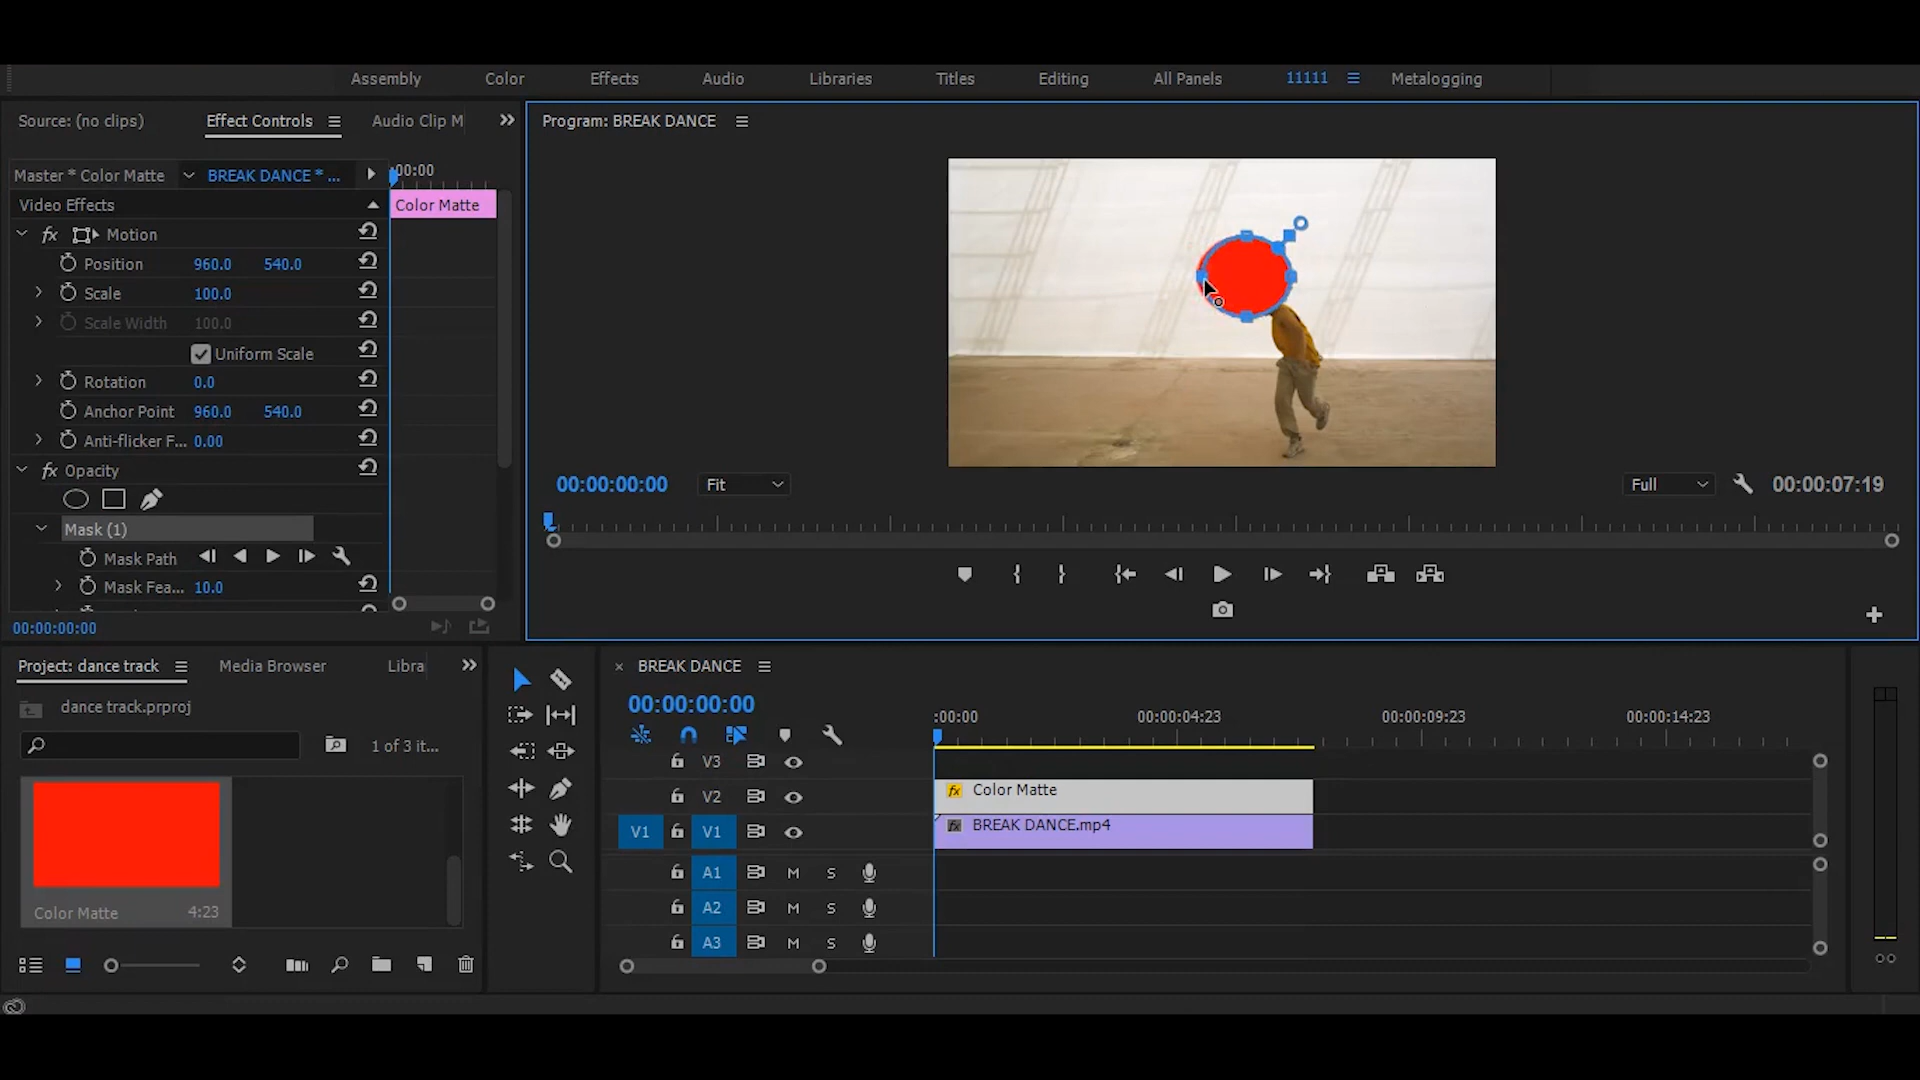 Assembly Color Effects Audio Libraries Titles Editing All Panels 11111 Metalogging
Source: (no clips) Effect Controls Audio Clip M
Master * Color Matte BREAK DANCE * ... :00:00
Video Effects Color Matte
fx Motion
Position 960.0 540.0
Scale 100.0
Scale Width 100.0
Uniform Scale
Rotation 0.0
Anchor Point 960.0 540.0
Anti-flicker F... 0.00
fx Opacity
Mask (1)
Mask Path
Mask Fea... 10.0
00:00:00:00
Program: BREAK DANCE
00:00:00:00 Fit Full 00:00:07:19
Project: dance track Media Browser Libra
dance track.prproj
1 of 3 ite...
Color Matte 4:23
BREAK DANCE
00:00:00:00
:00:00 00:00:04:23 00:00:09:23 00:00:14:23
V3
V2 fx Color Matte
V1 V1 fx BREAK DANCE.mp4
A1 M S
A2 M S
A3 M S